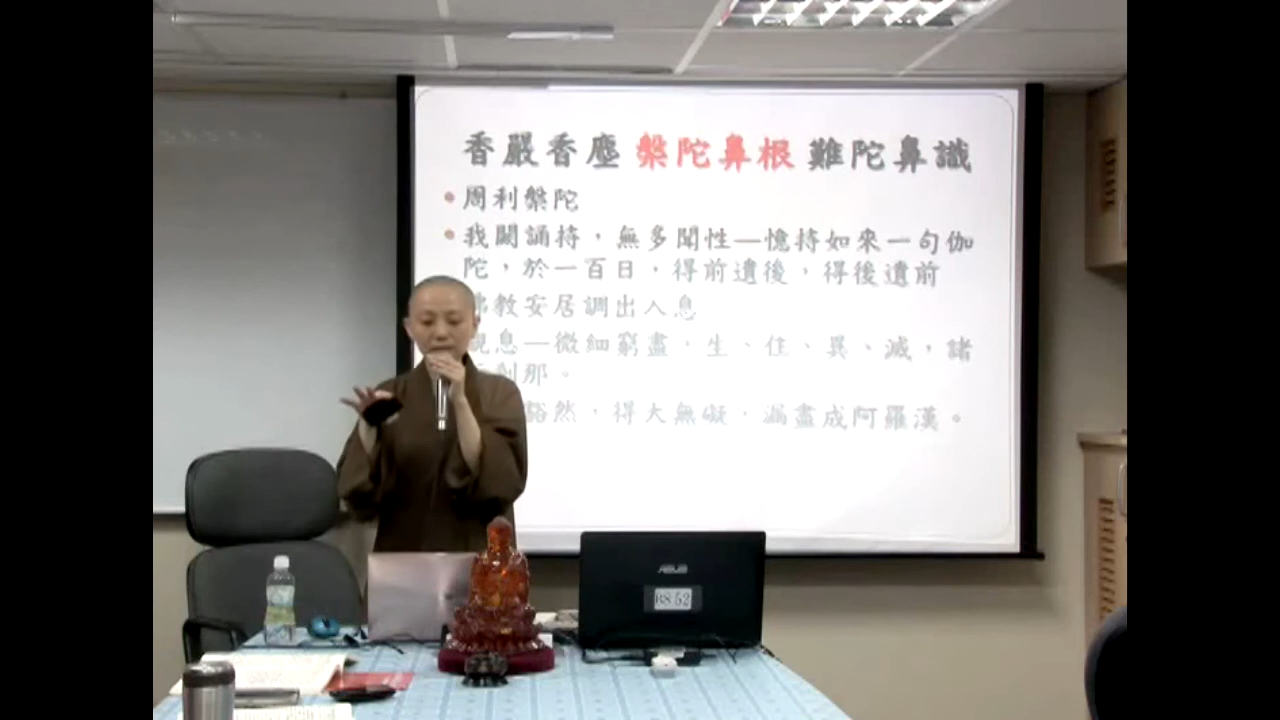 香嚴香塵 槃陀鼻根 難陀鼻識
周利槃陀
我闕誦持，無多聞性—憶持如來一句伽
陀，於一百日，得前遺後，得後遺前
佛教安居調出入息
觀息—微細窮盡，生、住、異、滅，諸
剎那。
豁然，得大無礙，漏盡成阿羅漢。
ASUS
BS 52